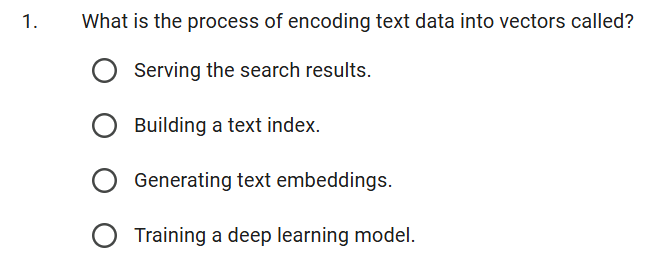 1. What is the process of encoding text data into vectors called?
Serving the search results.
Building a text index.
Generating text embeddings.
Training a deep learning model.